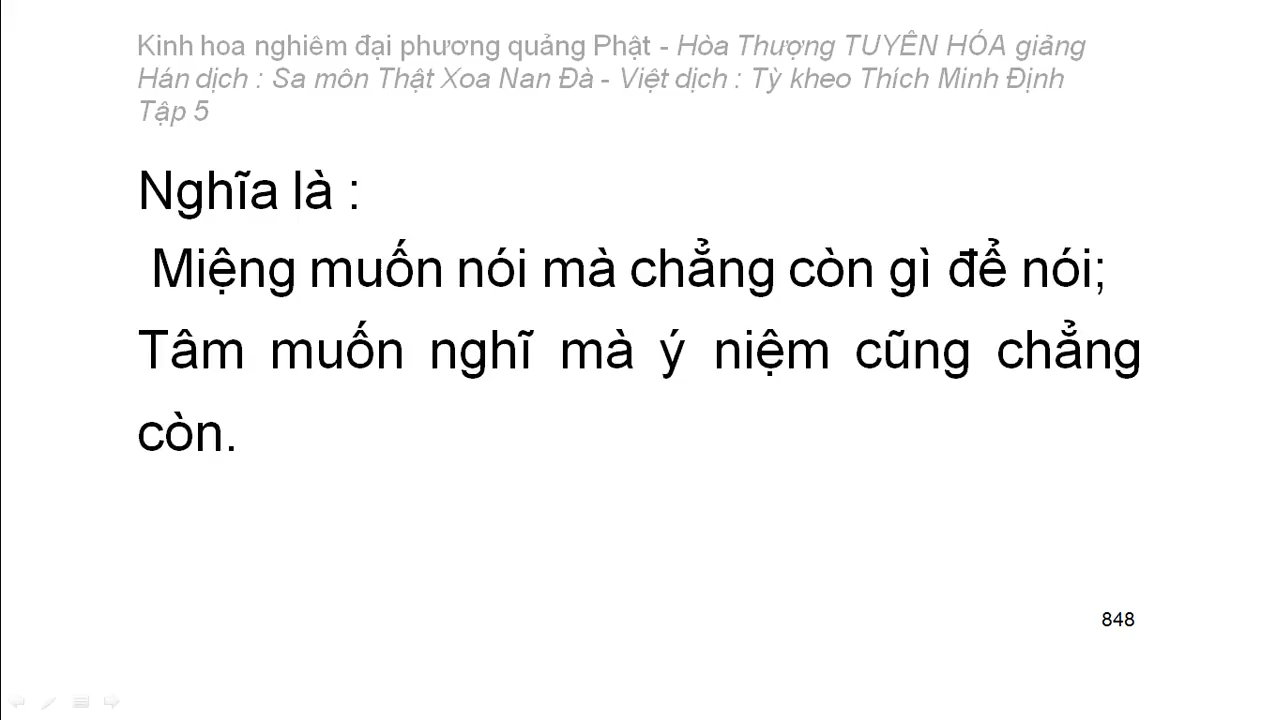 Kinh hoa nghiêm đại phương quảng Phật - Hòa Thượng TUYÊN HÓA giảng
Hán dịch : Sa môn Thật Xoa Nan Đà - Việt dịch : Tỳ kheo Thích Minh Định
Tập 5
Nghĩa là :
Miệng muốn nói mà chẳng còn gì để nói;
Tâm muốn nghĩ mà ý niệm cũng chẳng
còn.
848